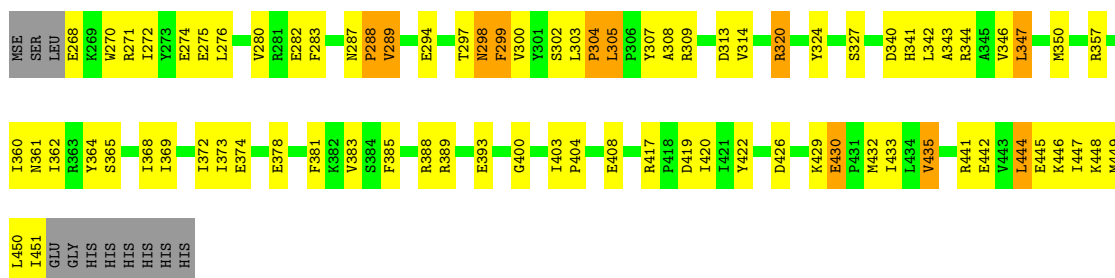 MSE SER LEU E268 K269 W270 R271 I272 Y273 E274 E275 L276 V280 R281 E282 F283 N287 P288 V289 E294 T297 N298 F299 V300 Y301 S302 L303 P304 L305 P306 Y307 A308 R309 D313 V314 R320 Y324 S327 D340 H341 L342 A343 R344 A345 V346 L347 M350 R357
I360 N361 I362 R363 Y364 S365 I368 I369 I372 I373 E374 E378 F381 K382 V383 S384 F385 R388 R389 E393 G400 I403 P404 E408 R417 P418 D419 I420 I421 Y422 D426 K429 E430 P431 M432 I433 L434 V435 R441 E442 V443 L444 E445 K446 I447 K448 M449
L450 I451 GLU GLY HIS HIS HIS HIS HIS HIS